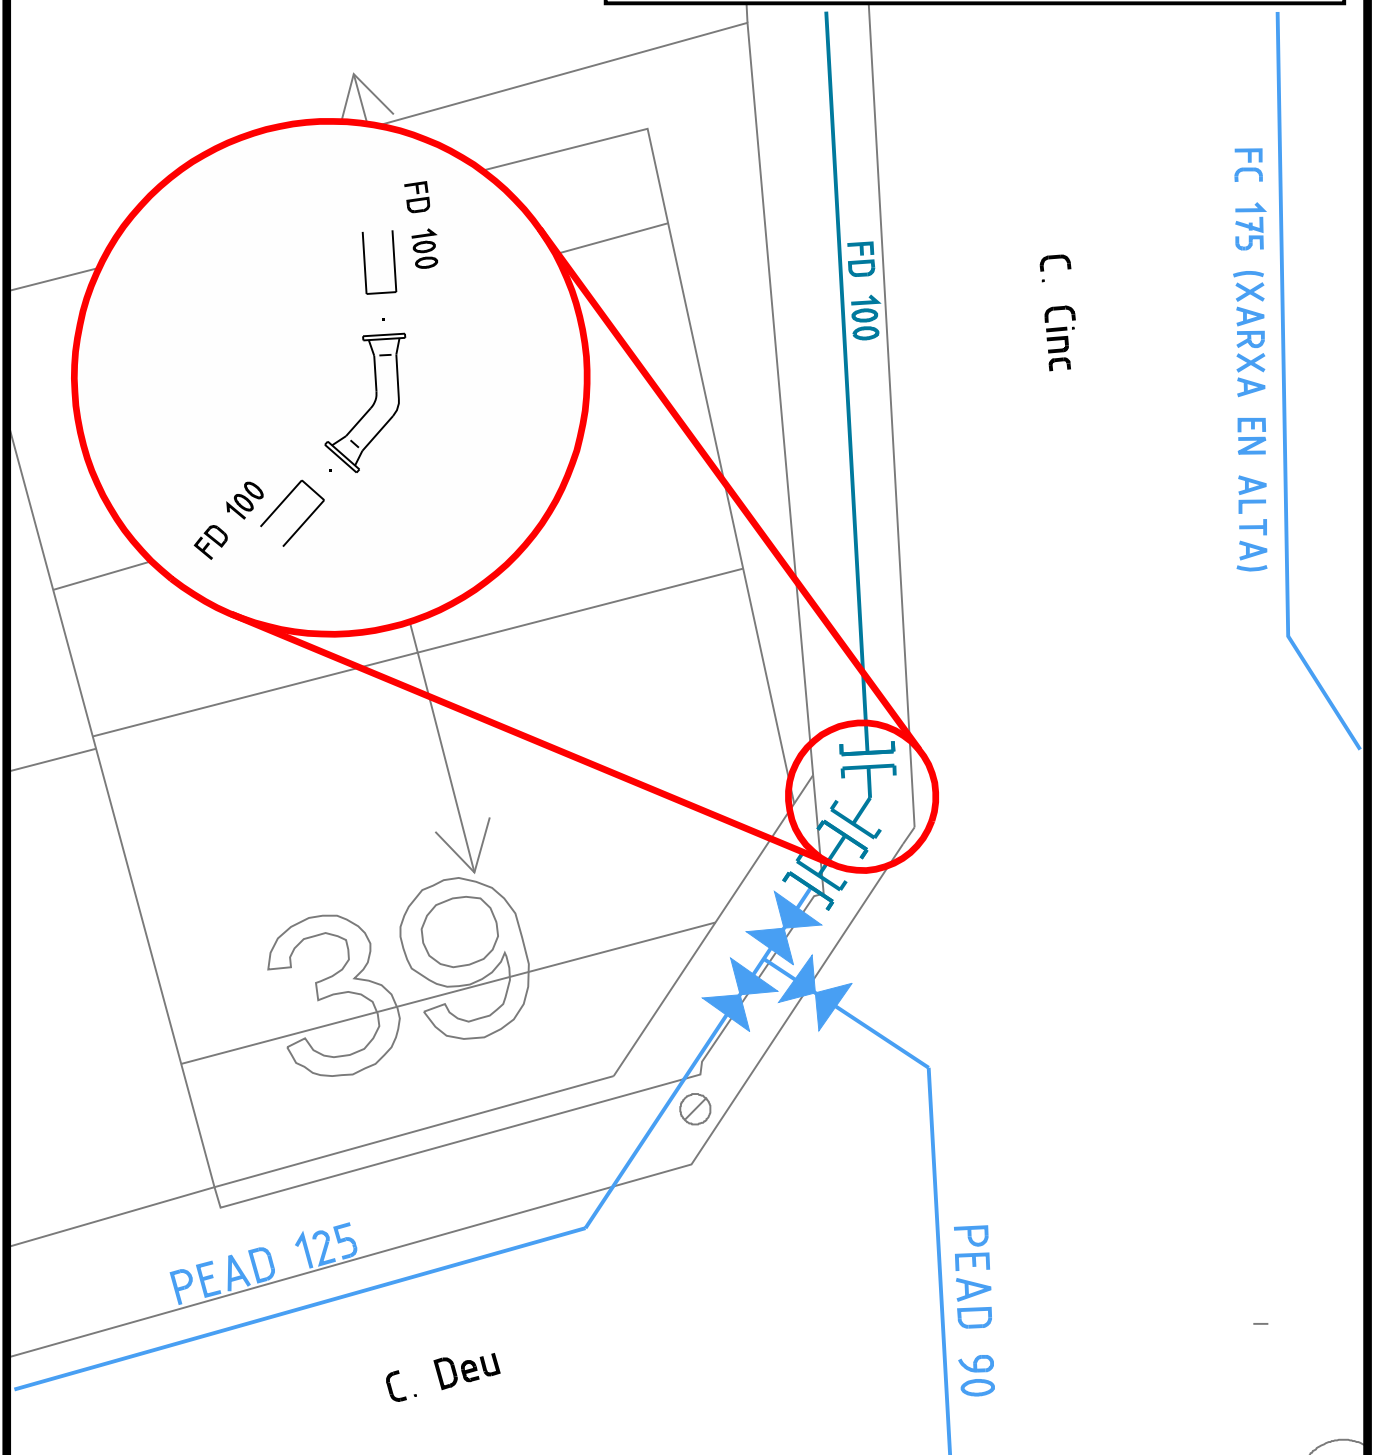 FD 100
FD 100
FD 100
C. Cinc
FC 175 (XARXA EN ALTA)
39
PEAD 125
PEAD 90
C. Deu